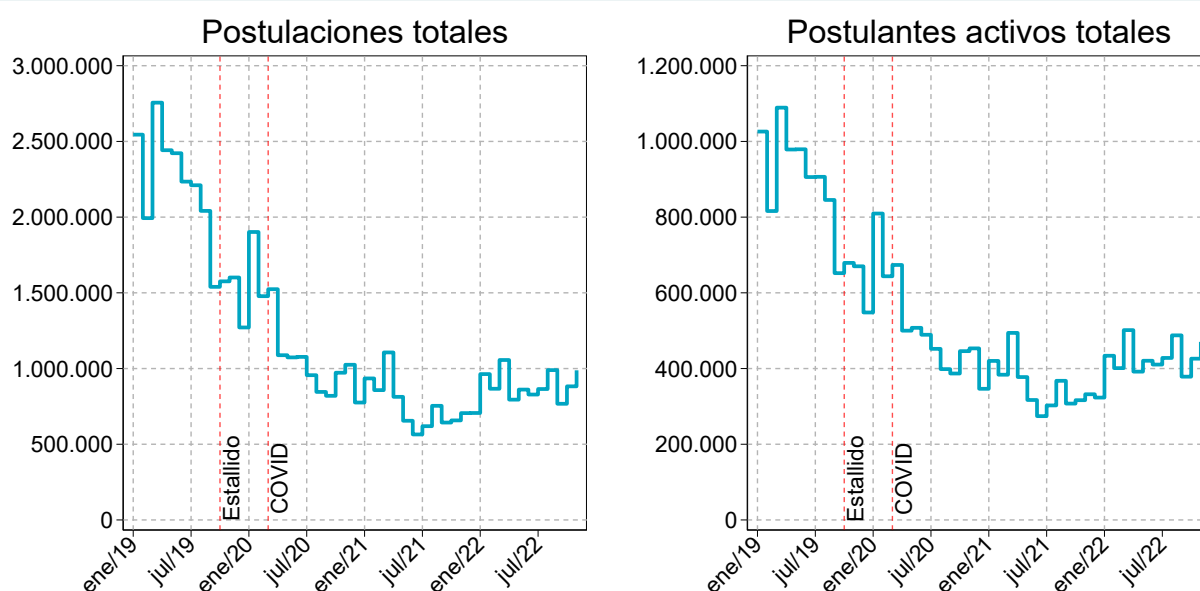 Postulaciones totales
3.000.000
2.500.000
2.000.000
1.500.000
1.000.000
500.000
0
Estallido
COVID
ene/19
jul/19
ene/20
jul/20
ene/21
jul/21
ene/22
jul/22
Postulantes activos totales
1.200.000
1.000.000
800.000
600.000
400.000
200.000
0
Estallido
COVID
ene/19
jul/19
ene/20
jul/20
ene/21
jul/21
ene/22
jul/22